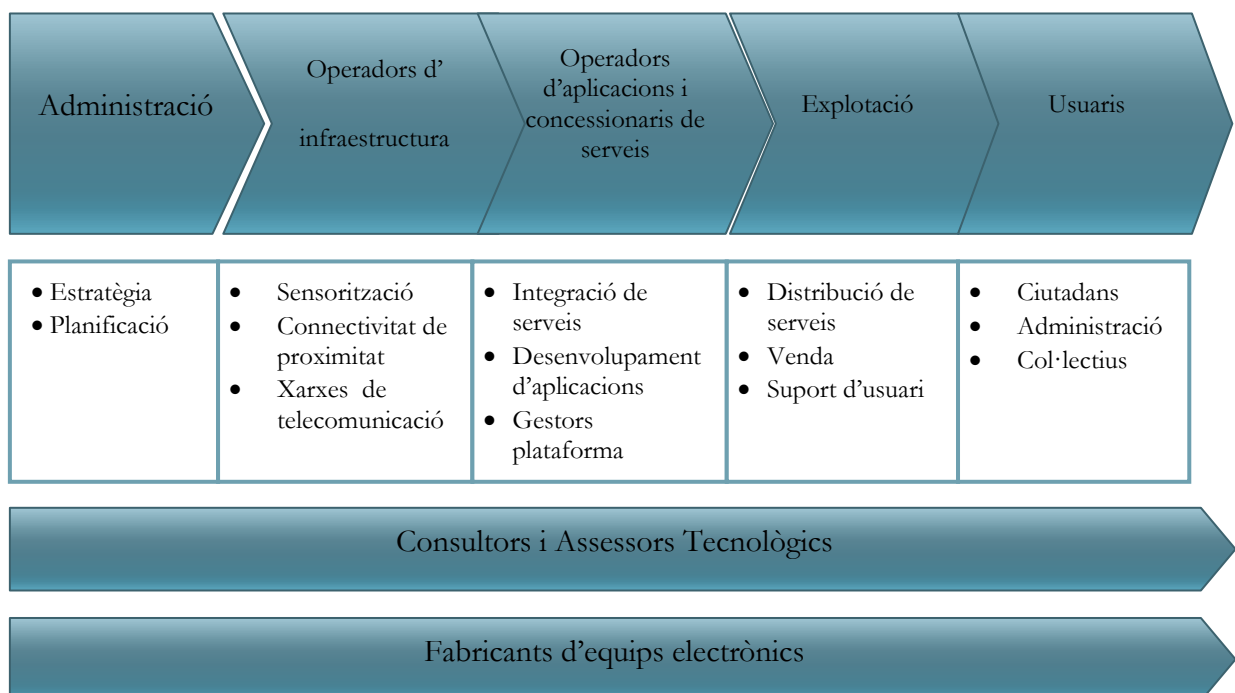 Administració
Operadors d’
infraestructura
Operadors
d’aplicacions i
concessionaris de
serveis
Explotació
Usuaris
• Estratègia
• Planificació
• Sensorització
• Connectivitat de
proximitat
• Xarxes de
telecomunicació
• Integració de
serveis
• Desenvolupament
d’aplicacions
• Gestors
plataforma
• Distribució de
serveis
• Venda
• Suport d’usuari
• Ciutadans
• Administració
• Col·lectius
Consultors i Assessors Tecnològics
Fabricants d’equips electrònics